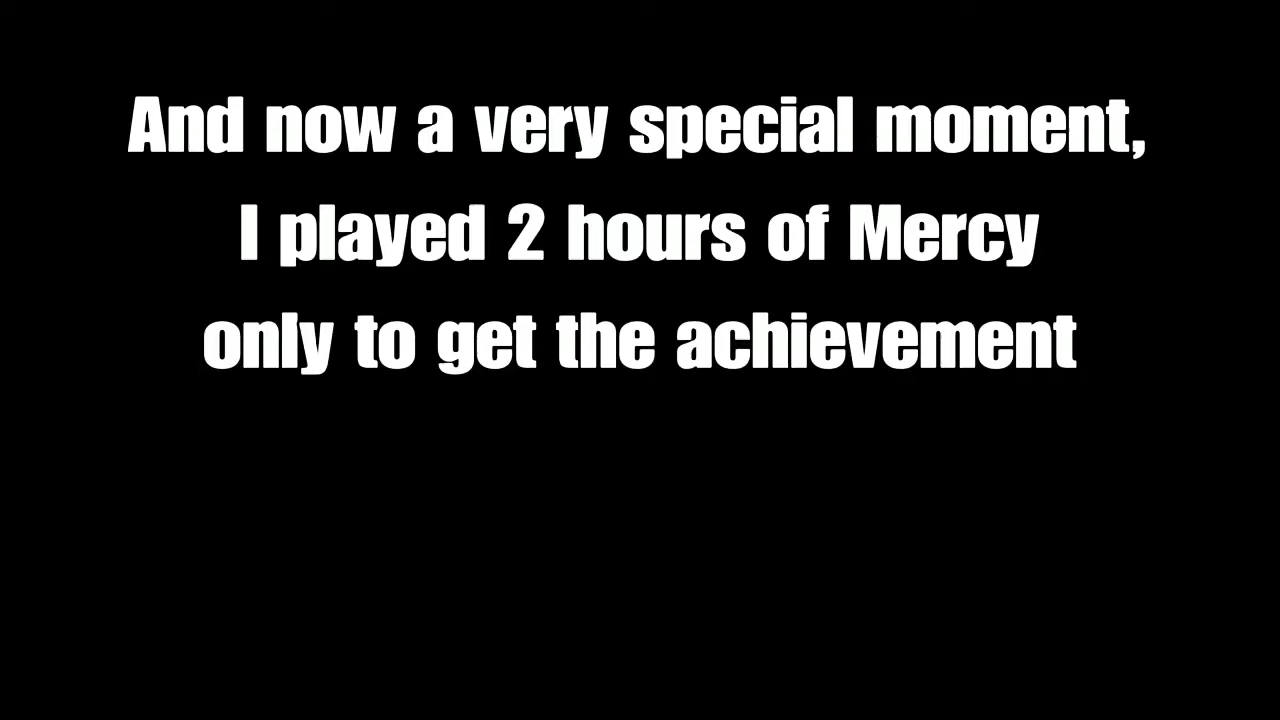 And now a very special moment,
I played 2 hours of Mercy
only to get the achievement